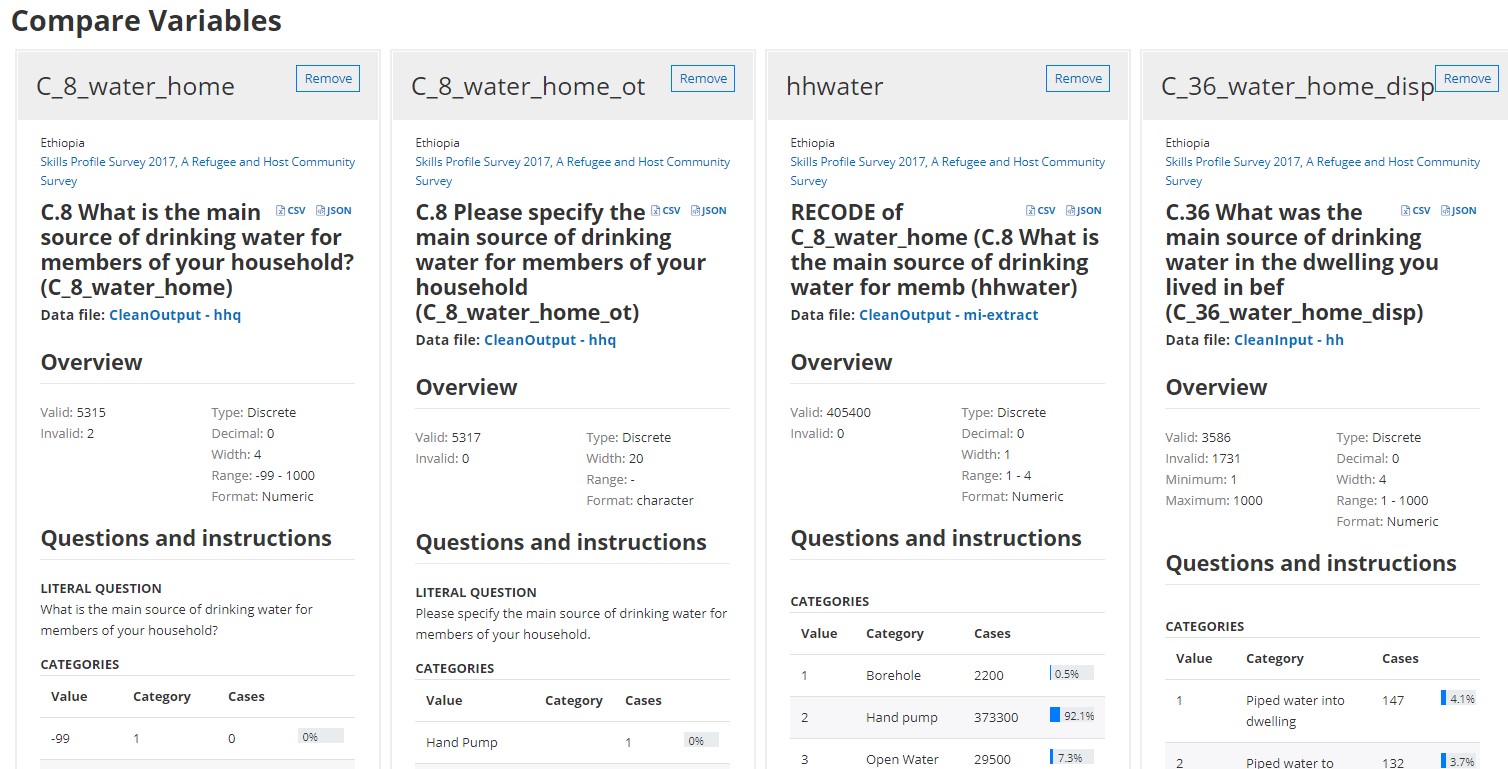 Compare Variables
C_8_water_home
Remove
Ethiopia
Skills Profile Survey 2017, A Refugee and Host Community
Survey
C.8 What is the main
CSV JSON
source of drinking water for
members of your household?
(C_8_water_home)
Data file: CleanOutput - hhq
Overview
Valid: 5315
Invalid: 2
Type: Discrete
Decimal: 0
Width: 4
Range: -99 - 1000
Format: Numeric
Questions and instructions
LITERAL QUESTION
What is the main source of drinking water for
members of your household?
CATEGORIES
Value Category Cases
-99 1 0 0%
C_8_water_home_ot
Remove
Ethiopia
Skills Profile Survey 2017, A Refugee and Host Community
Survey
C.8 Please specify the
CSV JSON
main source of drinking
water for members of your
household
(C_8_water_home_ot)
Data file: CleanOutput - hhq
Overview
Valid: 5317
Invalid: 0
Type: Discrete
Width: 20
Range: -
Format: character
Questions and instructions
LITERAL QUESTION
Please specify the main source of drinking water for
members of your household.
CATEGORIES
Value Category Cases
Hand Pump 1 0%
hhwater
Remove
Ethiopia
Skills Profile Survey 2017, A Refugee and Host Community
Survey
RECODE of
CSV JSON
C_8_water_home (C.8 What is
the main source of drinking
water for memb (hhwater)
Data file: CleanOutput - mi-extract
Overview
Valid: 405400
Invalid: 0
Type: Discrete
Decimal: 0
Width: 1
Range: 1 - 4
Format: Numeric
Questions and instructions
CATEGORIES
Value Category Cases
1 Borehole 2200 0.5%
2 Hand pump 373300 92.1%
3 Open Water 29500 7.3%
C_36_water_home_disp
Remove
Ethiopia
Skills Profile Survey 2017, A Refugee and Host Community
Survey
C.36 What was the
CSV JSON
main source of drinking
water in the dwelling you
lived in bef
(C_36_water_home_disp)
Data file: CleanInput - hh
Overview
Valid: 3586
Invalid: 1731
Minimum: 1
Maximum: 1000
Type: Discrete
Decimal: 0
Width: 4
Range: 1 - 1000
Format: Numeric
Questions and instructions
CATEGORIES
Value Category Cases
1 Piped water into 147 4.1%
dwelling
2 Piped water to 132 3.7%